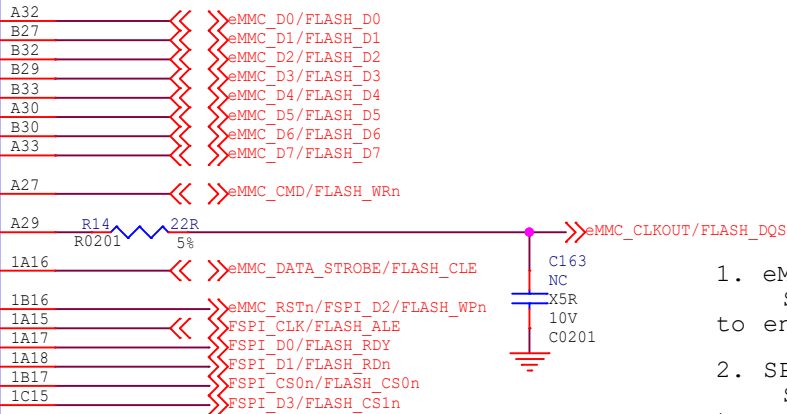 A32 eMMC_D0/FLASH_D0
B27 eMMC_D1/FLASH_D1
B32 eMMC_D2/FLASH_D2
B29 eMMC_D3/FLASH_D3
B33 eMMC_D4/FLASH_D4
A30 eMMC_D5/FLASH_D5
B30 eMMC_D6/FLASH_D6
A33 eMMC_D7/FLASH_D7
A27 eMMC_CMD/FLASH_WRn
A29 R14 22R eMMC_CLKOUT/FLASH_DQS
R0201 5%
1A16 eMMC_DATA_STROBE/FLASH_CLE
C163
NC
X5R
10V
C0201
1B16 eMMC_RSTn/FSPI_D2/FLASH_WPn
1A15 FSPI_CLK/FLASH_ALE
1A17 FSPI_D0/FLASH_RDY
1A18 FSPI_D1/FLASH_RDn
1B17 FSPI_CS0n/FLASH_CS0n
1C15 FSPI_D3/FLASH_CS1n
1. eM
S
to en
2. SP
S